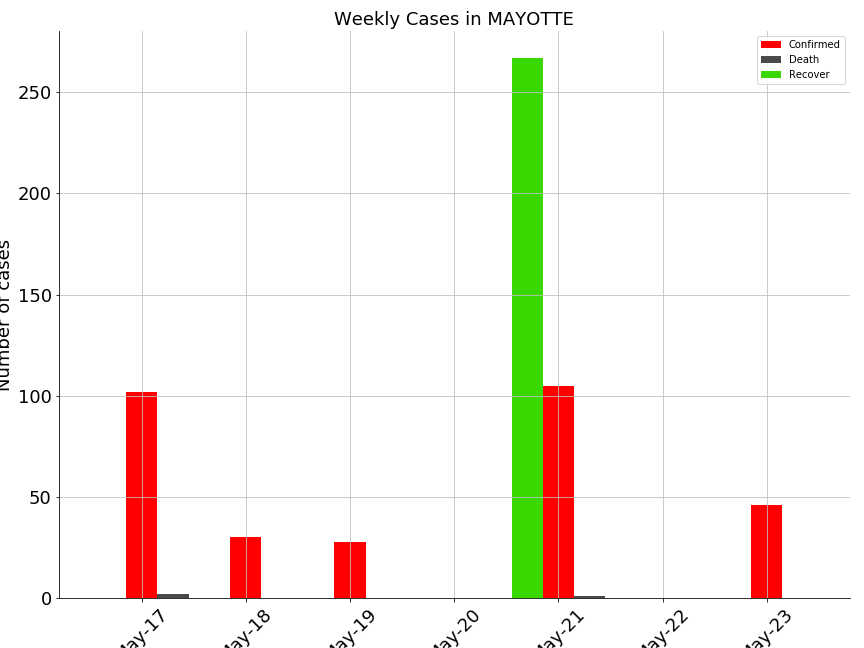 Weekly Cases in MAYOTTE
Confirmed
Death
Recover
Number of cases
250
200
150
100
50
0
May-17
May-18
May-19
May-20
May-21
May-22
May-23